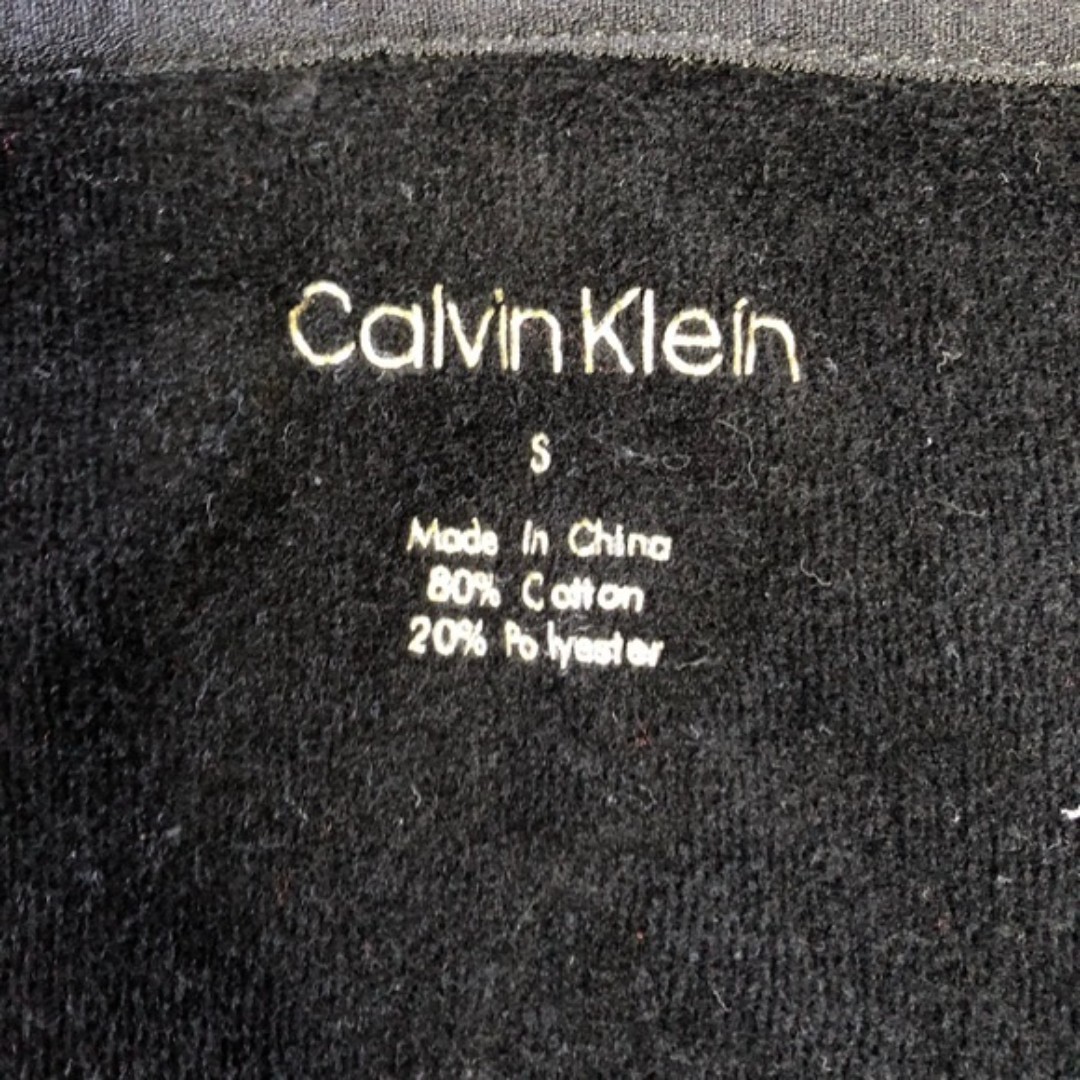 Calvin Klein
S
Made In China
80% Cotton
20% Polyester